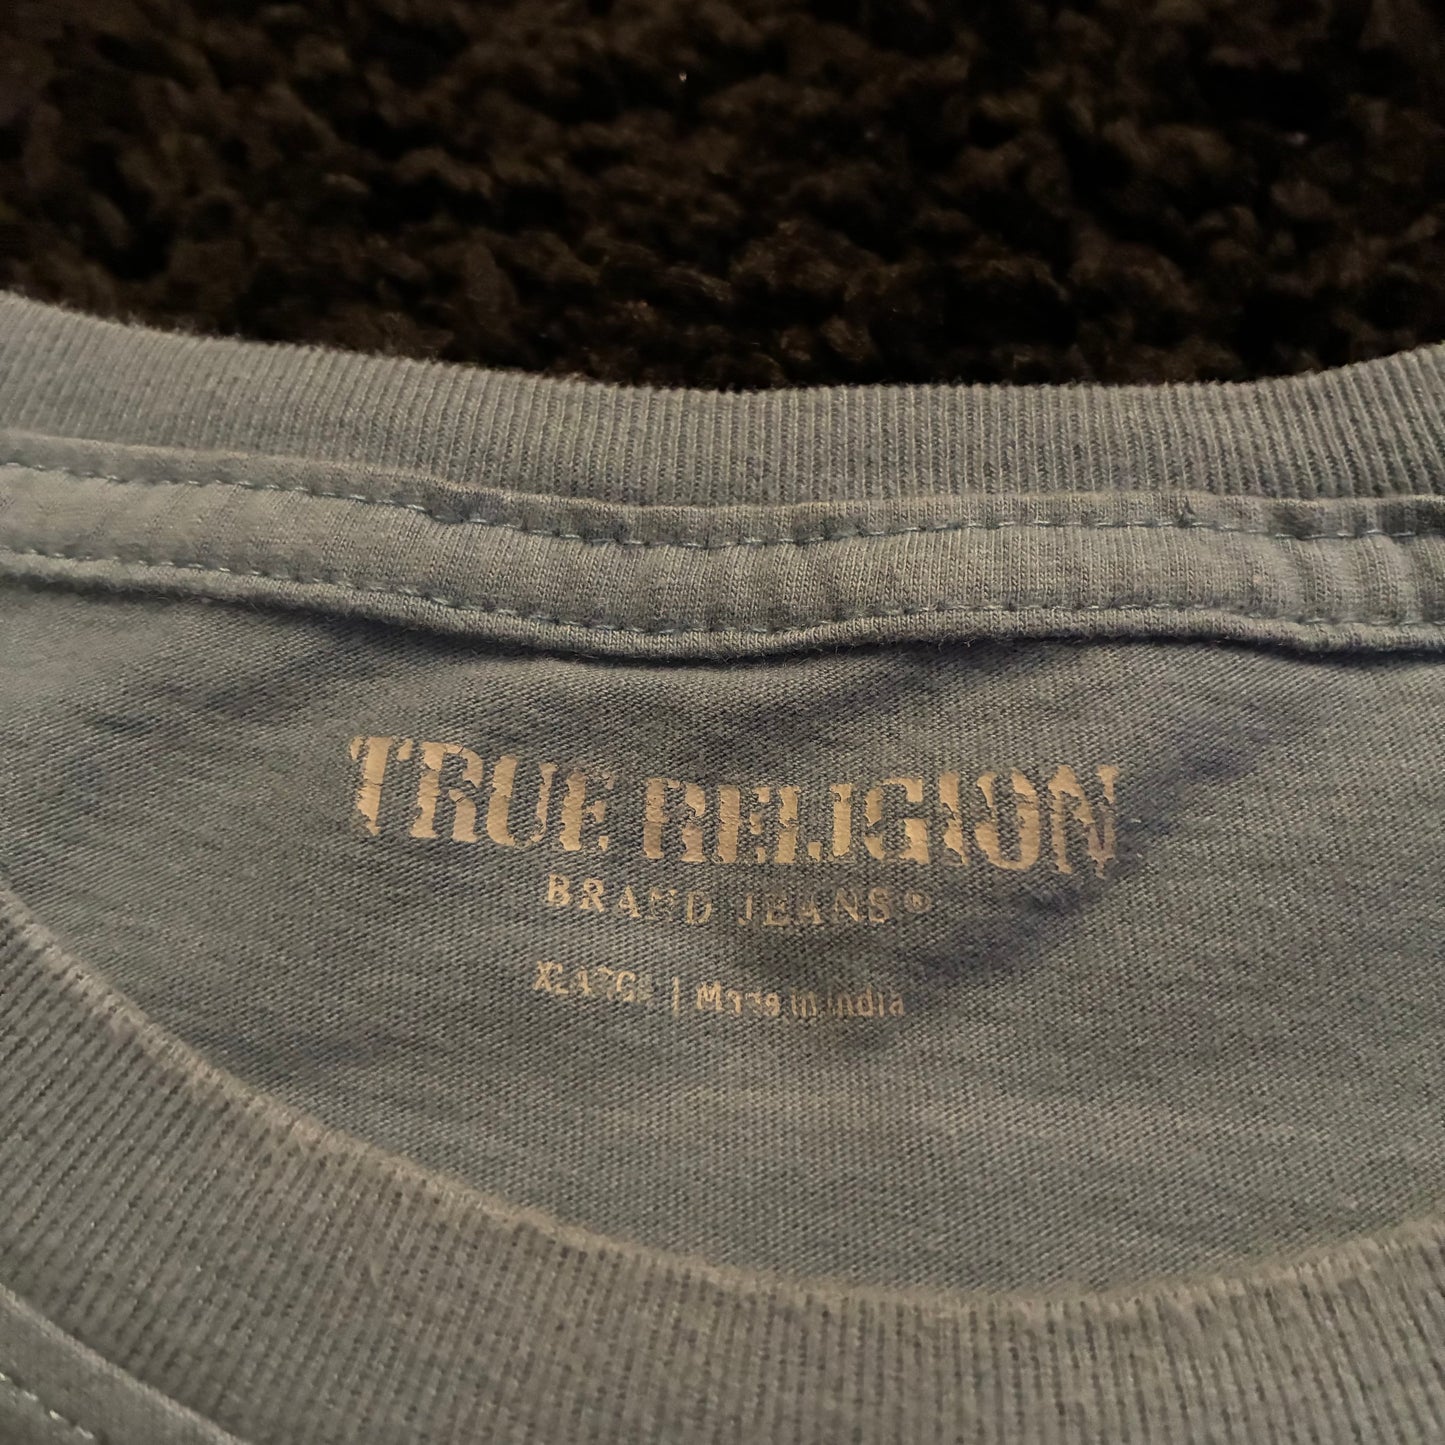 TRUE RELIGION
BRAND JEANS®
XLARGE | Made in India